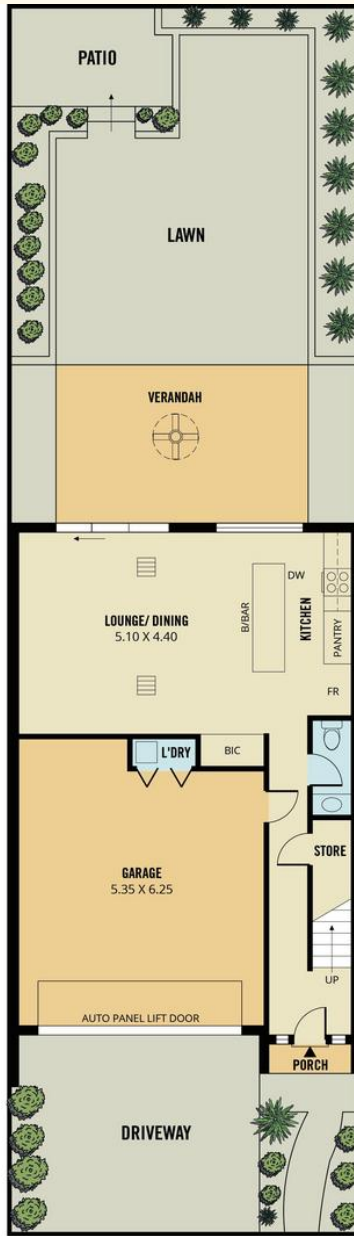 PATIO
LAWN
VERANDAH
LOUNGE/ DINING
5.10 X 4.40
B/BAR
DW
KITCHEN
PANTRY
FR
L'DRY
BIC
GARAGE
5.35 X 6.25
STORE
UP
AUTO PANEL LIFT DOOR
PORCH
DRIVEWAY